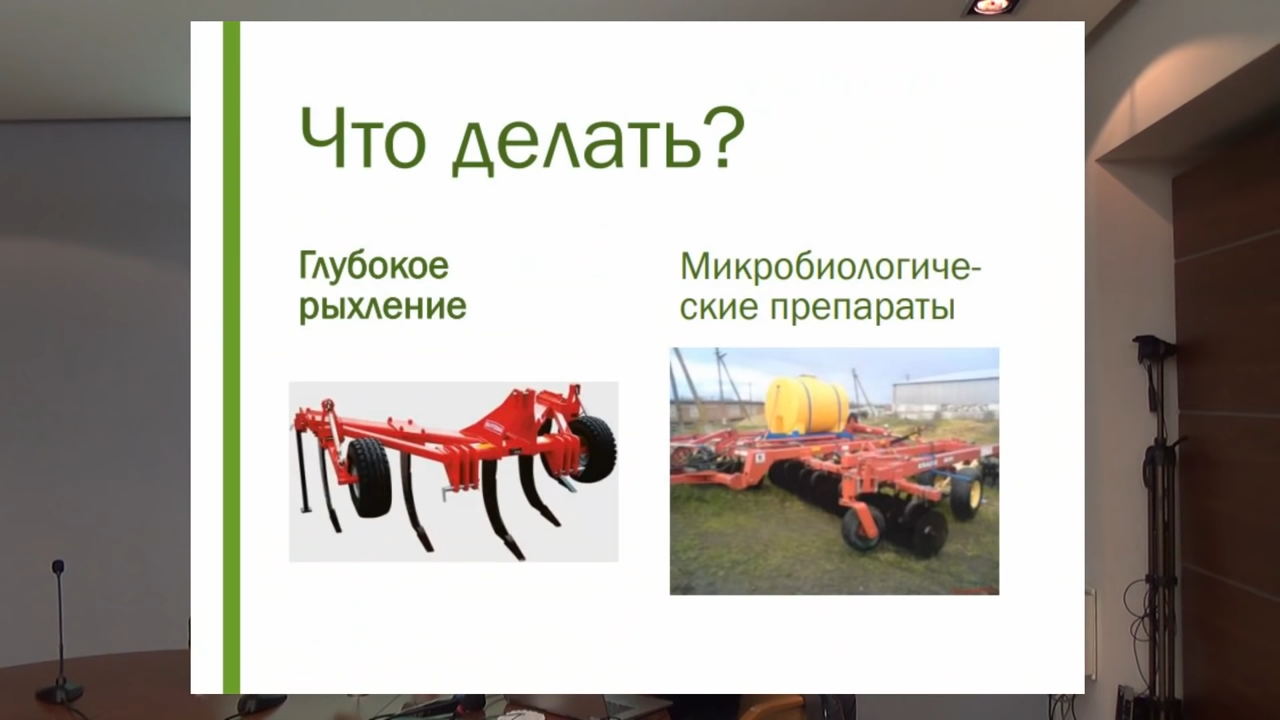 Что делать?
Глубокое
рыхление
Микробиологиче-
ские препараты